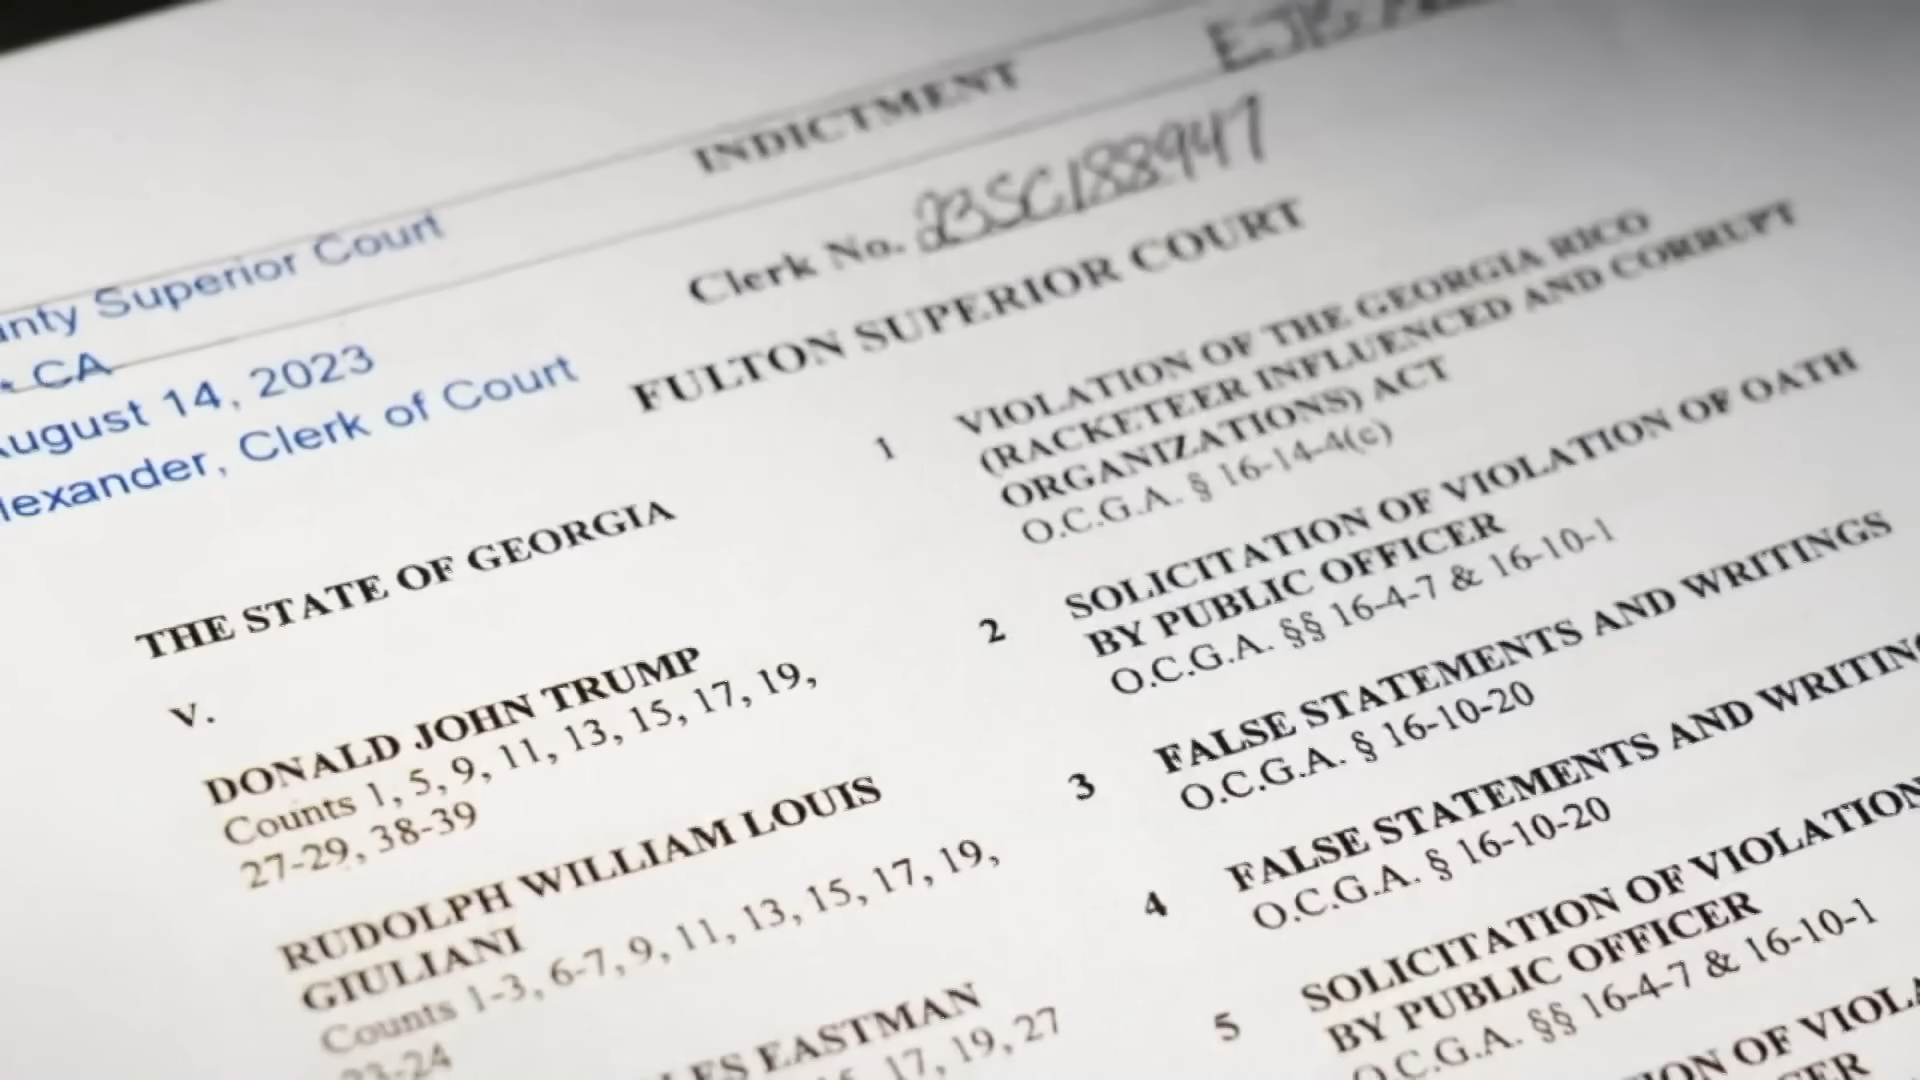 INDICTMENT
Clerk No. 23SC188947
FULTON SUPERIOR COURT
Superior Court
CA
August 14, 2023
Clerk of Court
THE STATE OF GEORGIA
V.
DONALD JOHN TRUMP
Counts 1, 5, 9, 11, 13, 15, 17, 19,
27-29, 38-39
RUDOLPH WILLIAM LOUIS
GIULIANI
Counts 1-3, 6-7, 9, 11, 13, 15, 17, 19,
23-24
EASTMAN
17, 19, 27
1 VIOLATION OF THE GEORGIA RICO
(RACKETEER INFLUENCED AND CORRUPT
ORGANIZATIONS) ACT
O.C.G.A. § 16-14-4(c)
2 SOLICITATION OF VIOLATION OF OATH
BY PUBLIC OFFICER
O.C.G.A. §§ 16-4-7 & 16-10-1
3 FALSE STATEMENTS AND WRITINGS
O.C.G.A. § 16-10-20
4 FALSE STATEMENTS AND WRITINGS
O.C.G.A. § 16-10-20
5 SOLICITATION OF VIOLATION
BY PUBLIC OFFICER
O.C.G.A. §§ 16-4-7 & 16-10-1
OF